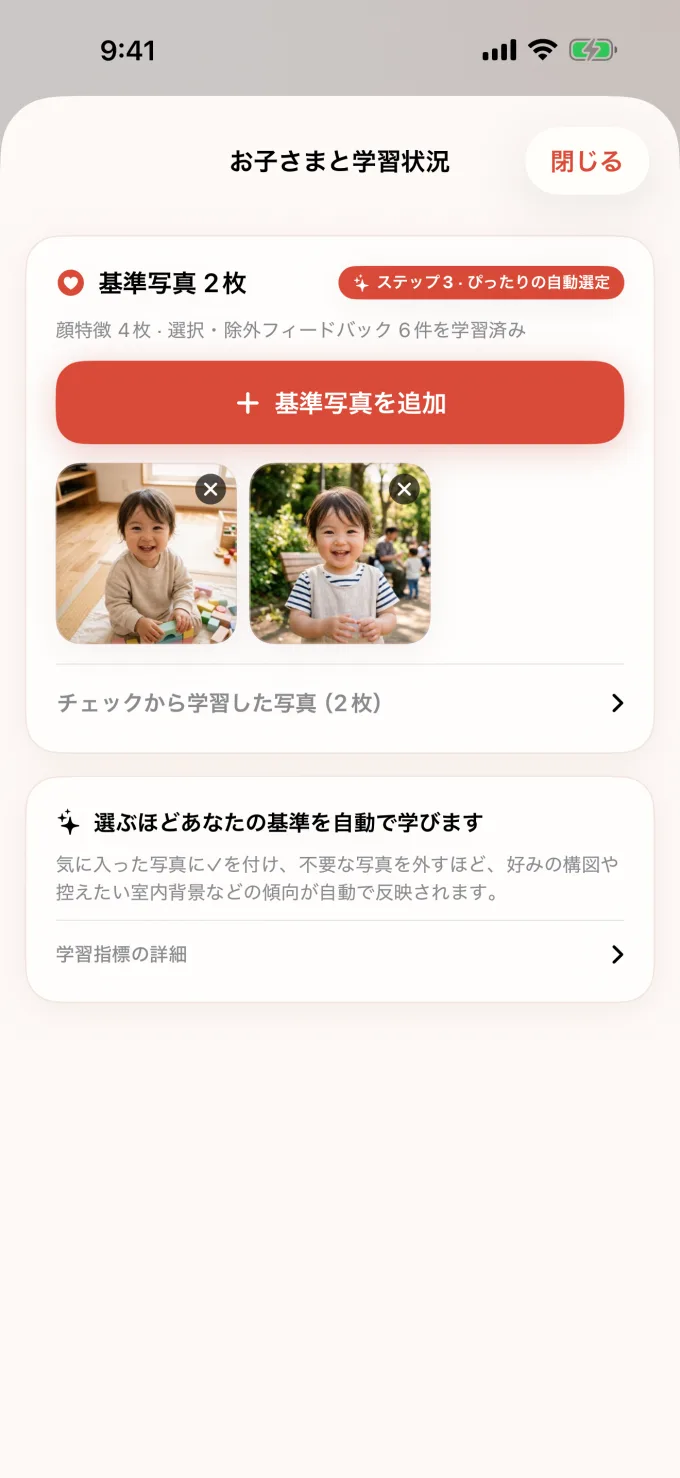 9:41
お子さまと学習状況
閉じる
基準写真 2枚
ステップ3 · ぴったりの自動選定
顔特徴 4枚 · 選択・除外フィードバック 6件を学習済み
+ 基準写真を追加
チェックから学習した写真（2枚）
選ぶほどあなたの基準を自動で学びます
気に入った写真に✓を付け、不要な写真を外すほど、好みの構図や
控えたい室内背景などの傾向が自動で反映されます。
学習指標の詳細